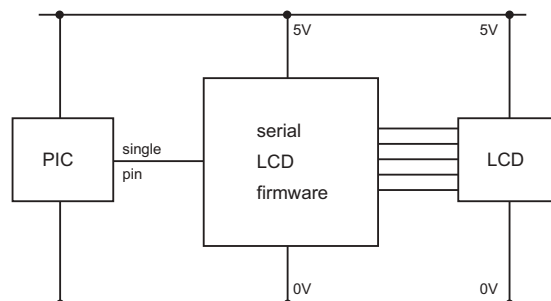 5V
5V
serial
single
PIC
LCD
LCD
pin
firmware
0V
0V